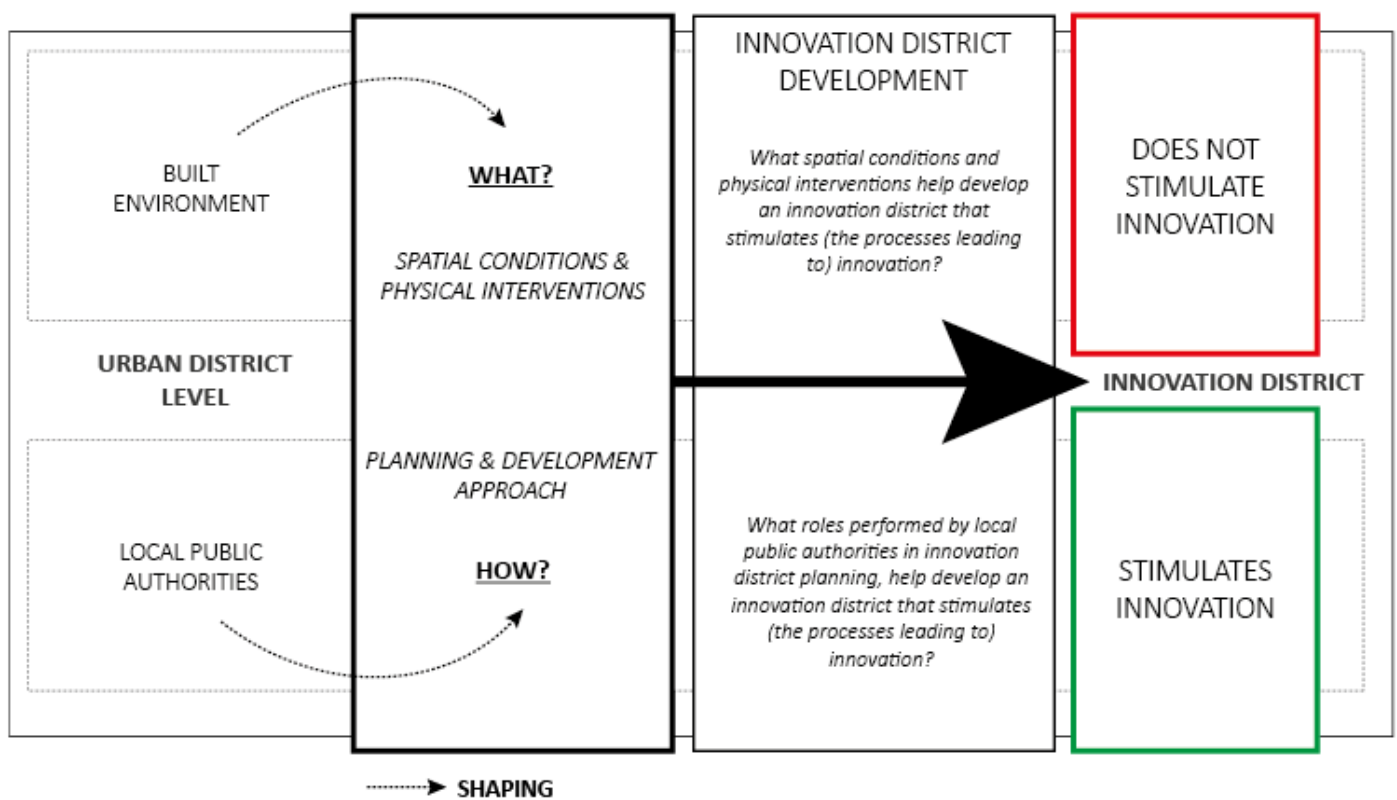 BUILT
ENVIRONMENT
URBAN DISTRICT
LEVEL
LOCAL PUBLIC
AUTHORITIES
WHAT?
SPATIAL CONDITIONS &
PHYSICAL INTERVENTIONS
PLANNING & DEVELOPMENT
APPROACH
HOW?
INNOVATION DISTRICT
DEVELOPMENT
What spatial conditions and
physical interventions help develop
an innovation district that
stimulates (the processes leading
to) innovation?
What roles performed by local
public authorities in innovation
district planning, help develop an
innovation district that stimulates
(the processes leading to)
innovation?
DOES NOT
STIMULATE
INNOVATION
INNOVATION DISTRICT
STIMULATES
INNOVATION
SHAPING